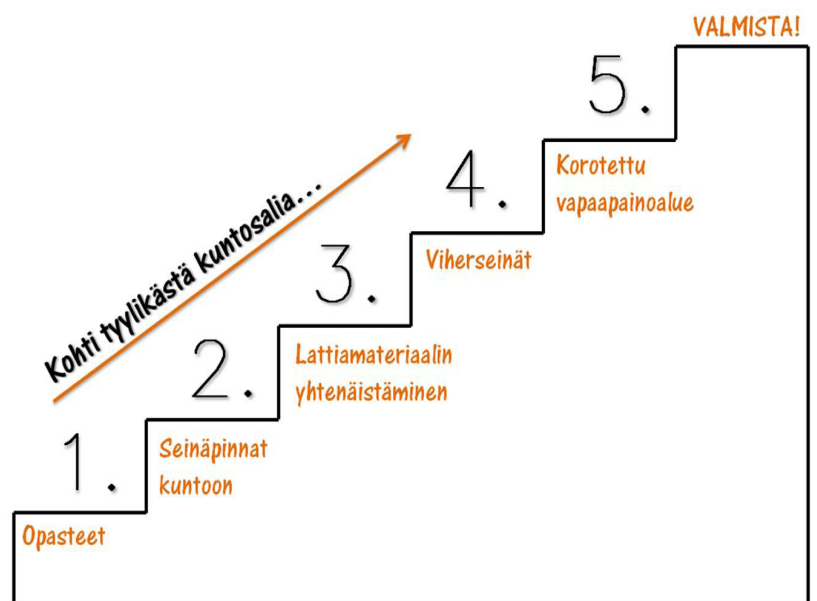 VALMISTA!
5.
Korotettu
vapaapainoalue
4.
Viherseinät
Kohti tyylikästä kuntosalia...
3.
Lattiamateriaalin
yhtenäistäminen
2.
Seinäpinnat
kuntoon
1.
Opasteet